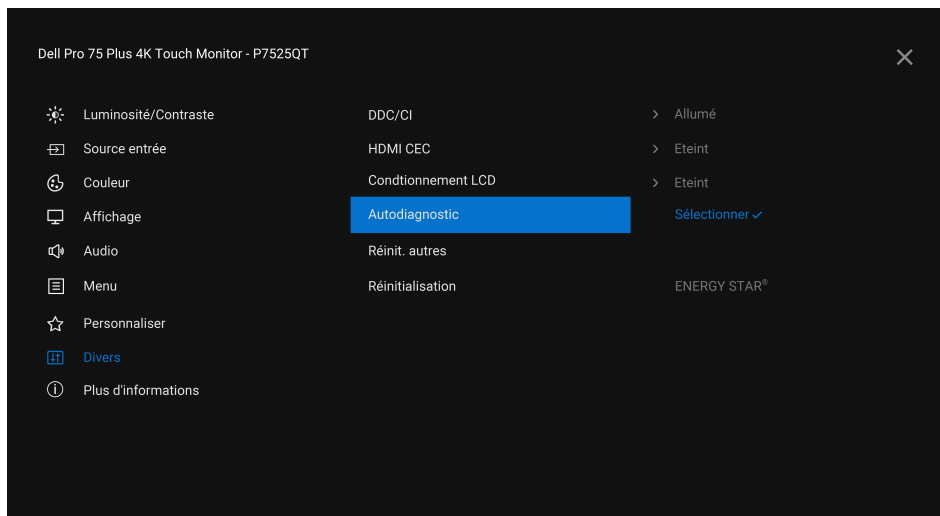 Dell Pro 75 Plus 4K Touch Monitor - P7525QT
Luminosité/Contraste DDC/CI Allumé
Source entrée HDMI CEC Eteint
Couleur Condtionnement LCD Eteint
Affichage Autodiagnostic Sélectionner
Audio Réinit. autres
Menu Réinitialisation ENERGY STAR®
Personnaliser
Divers
Plus d'informations